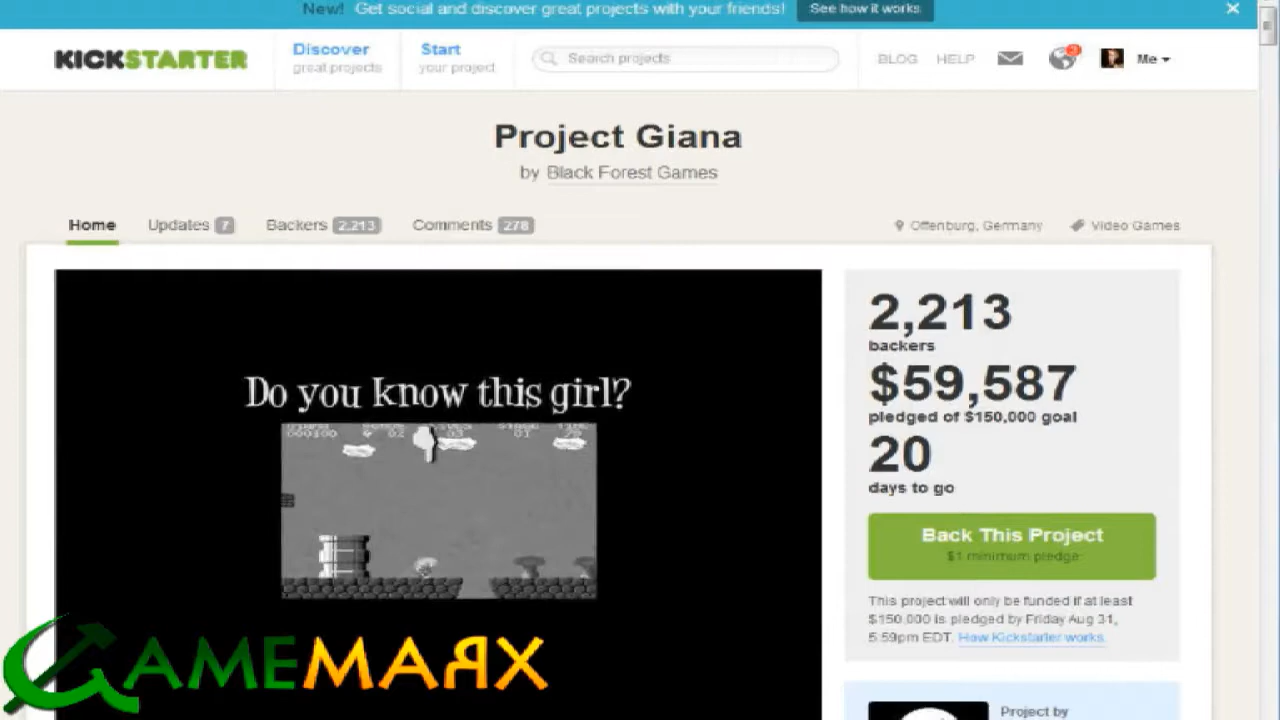 New! Get social and discover great projects with your friends! See how it works.
KICKSTARTER
Discover
great projects
Start
your project
Search projects
BLOG HELP
Me
Project Giana
by Black Forest Games
Home Updates 7 Backers 2,213 Comments 278
Offenburg, Germany Video Games
Do you know this girl?
2,213
backers
$59,587
pledged of $150,000 goal
20
days to go
Back This Project
$1 minimum pledge
This project will only be funded if at least
$150,000 is pledged by Friday Aug 31,
5:59pm EDT. How Kickstarter works.
Project by
GAMEMARX